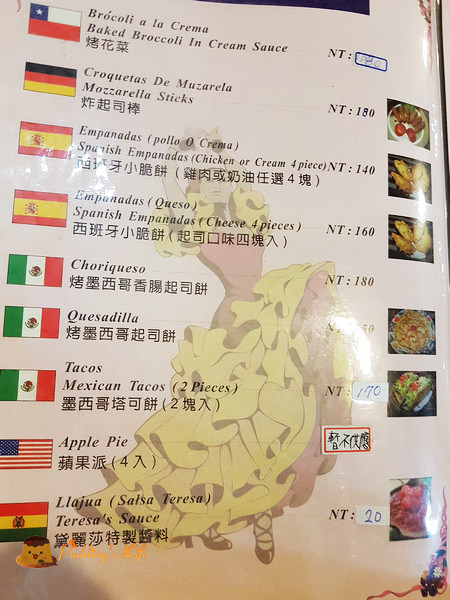 Brócoli a la Crema
Baked Broccoli In Cream Sauce
烤花菜 NT:
Croquetas De Muzarela
Mozzarella Sticks
炸起司棒 NT: 180
Empanadas (pollo O Crema)
Spanish Empanadas (Chicken or Cream 4 piece) NT: 140
西班牙小脆餅 (雞肉或奶油任選4塊)
Empanadas (Queso)
Spanish Empanadas (Cheese 4 pieces)
西班牙小脆餅 (起司口味四塊入) NT: 160
Choriqueso
烤墨西哥香腸起司餅 NT: 180
Quesadilla
烤墨西哥起司餅
Tacos
Mexican Tacos (2 Pieces)
墨西哥塔可餅 (2塊入) NT: 170
Apple Pie
蘋果派 (4入) 暫不供應
Llajua (Salsa Teresa)
Teresa's Sauce
黛麗莎特製醬料 NT: 20